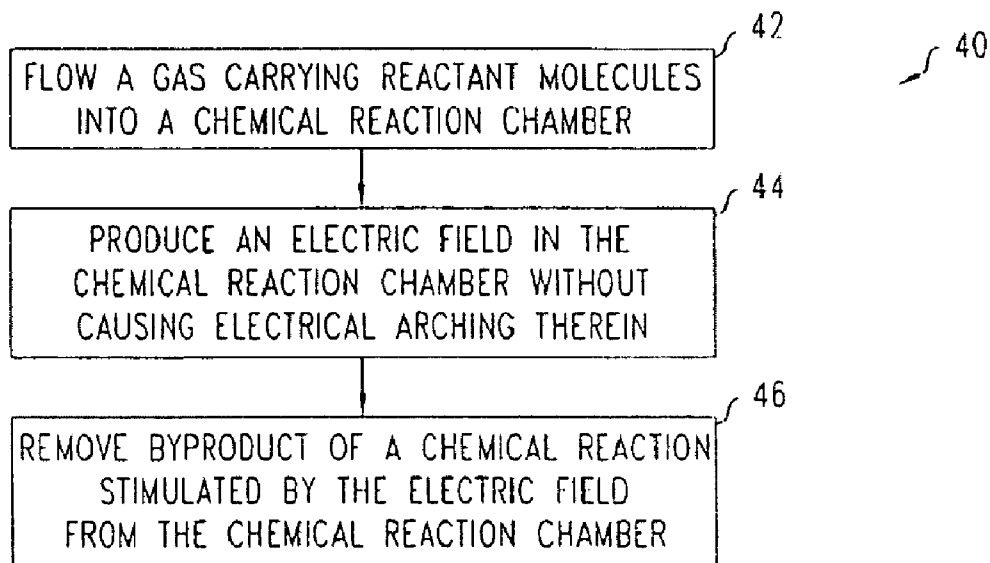 42
40
FLOW A GAS CARRYING REACTANT MOLECULES
INTO A CHEMICAL REACTION CHAMBER
44
PRODUCE AN ELECTRIC FIELD IN THE
CHEMICAL REACTION CHAMBER WITHOUT
CAUSING ELECTRICAL ARCHING THEREIN
46
REMOVE BYPRODUCT OF A CHEMICAL REACTION
STIMULATED BY THE ELECTRIC FIELD
FROM THE CHEMICAL REACTION CHAMBER